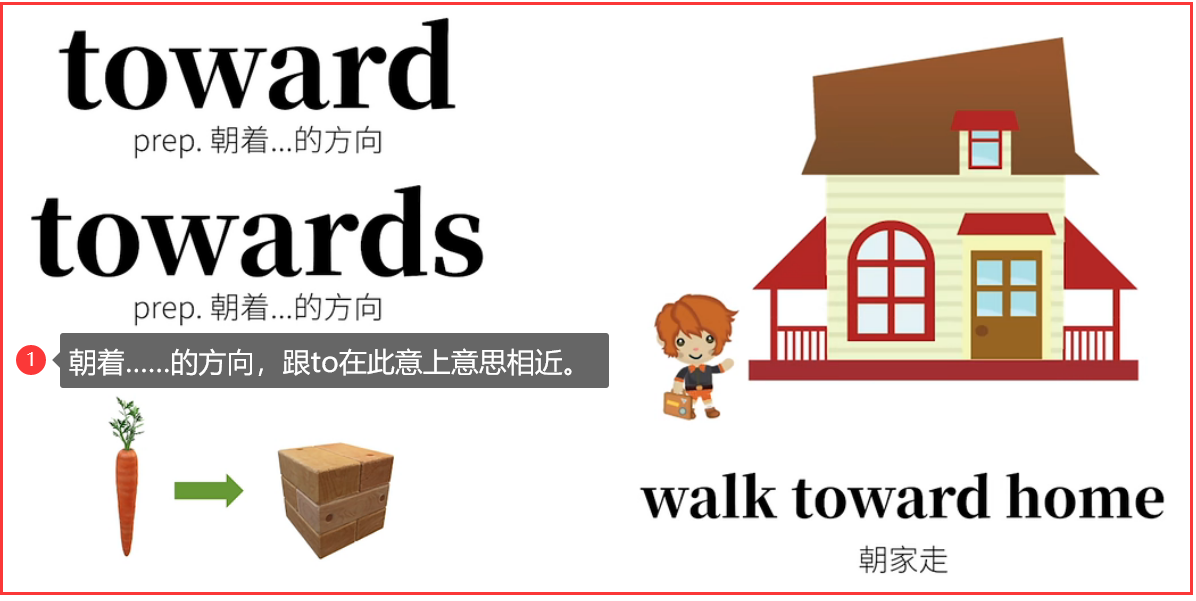 toward
prep. 朝着...的方向
towards
prep. 朝着...的方向
1 朝着......的方向，跟to在此意上意思相近。
walk toward home
朝家走